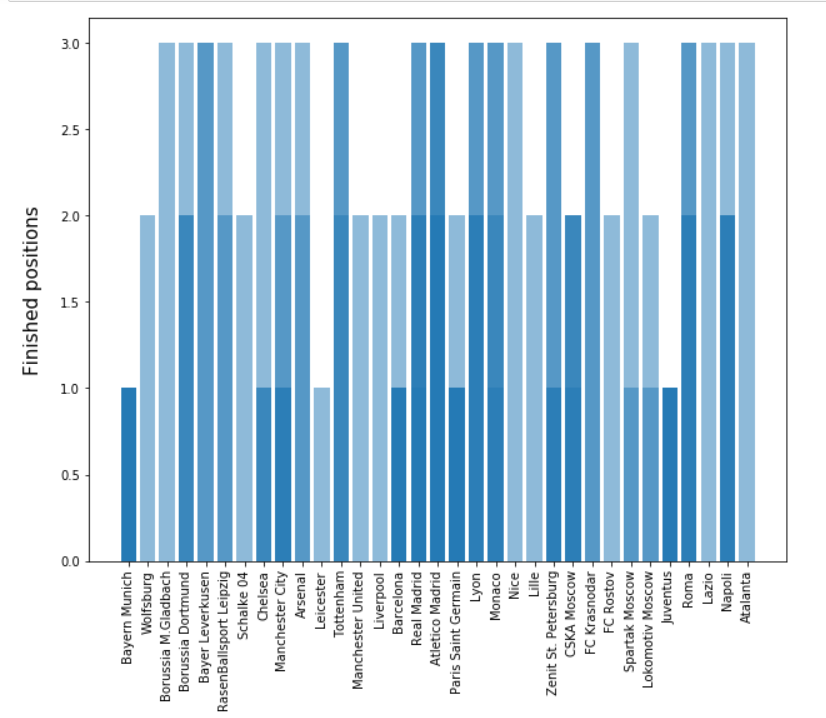 3.0
2.5
2.0
1.5
1.0
0.5
0.0
Finished positions
Bayern Munich
Wolfsburg
Borussia M.Gladbach
Borussia Dortmund
Bayer Leverkusen
RasenBallsport Leipzig
Schalke 04
Chelsea
Manchester City
Arsenal
Leicester
Tottenham
Manchester United
Liverpool
Barcelona
Real Madrid
Atletico Madrid
Paris Saint Germain
Lyon
Monaco
Nice
Lille
Zenit St. Petersburg
CSKA Moscow
FC Krasnodar
FC Rostov
Spartak Moscow
Lokomotiv Moscow
Juventus
Roma
Lazio
Napoli
Atalanta